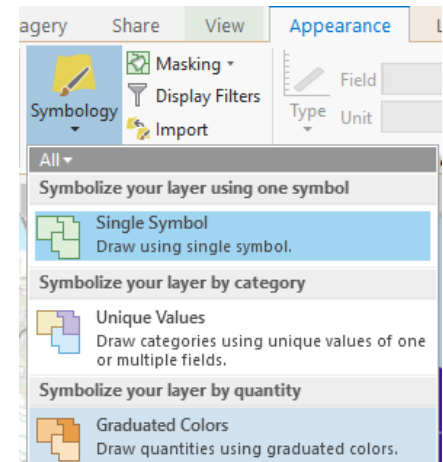 agery Share View Appearance L
Masking
Display Filters
Symbology
Import
Field
Type
Unit
All
Symbolize your layer using one symbol
Single Symbol
Draw using single symbol.
Symbolize your layer by category
Unique Values
Draw categories using unique values of one
or multiple fields.
Symbolize your layer by quantity
Graduated Colors
Draw quantities using graduated colors.